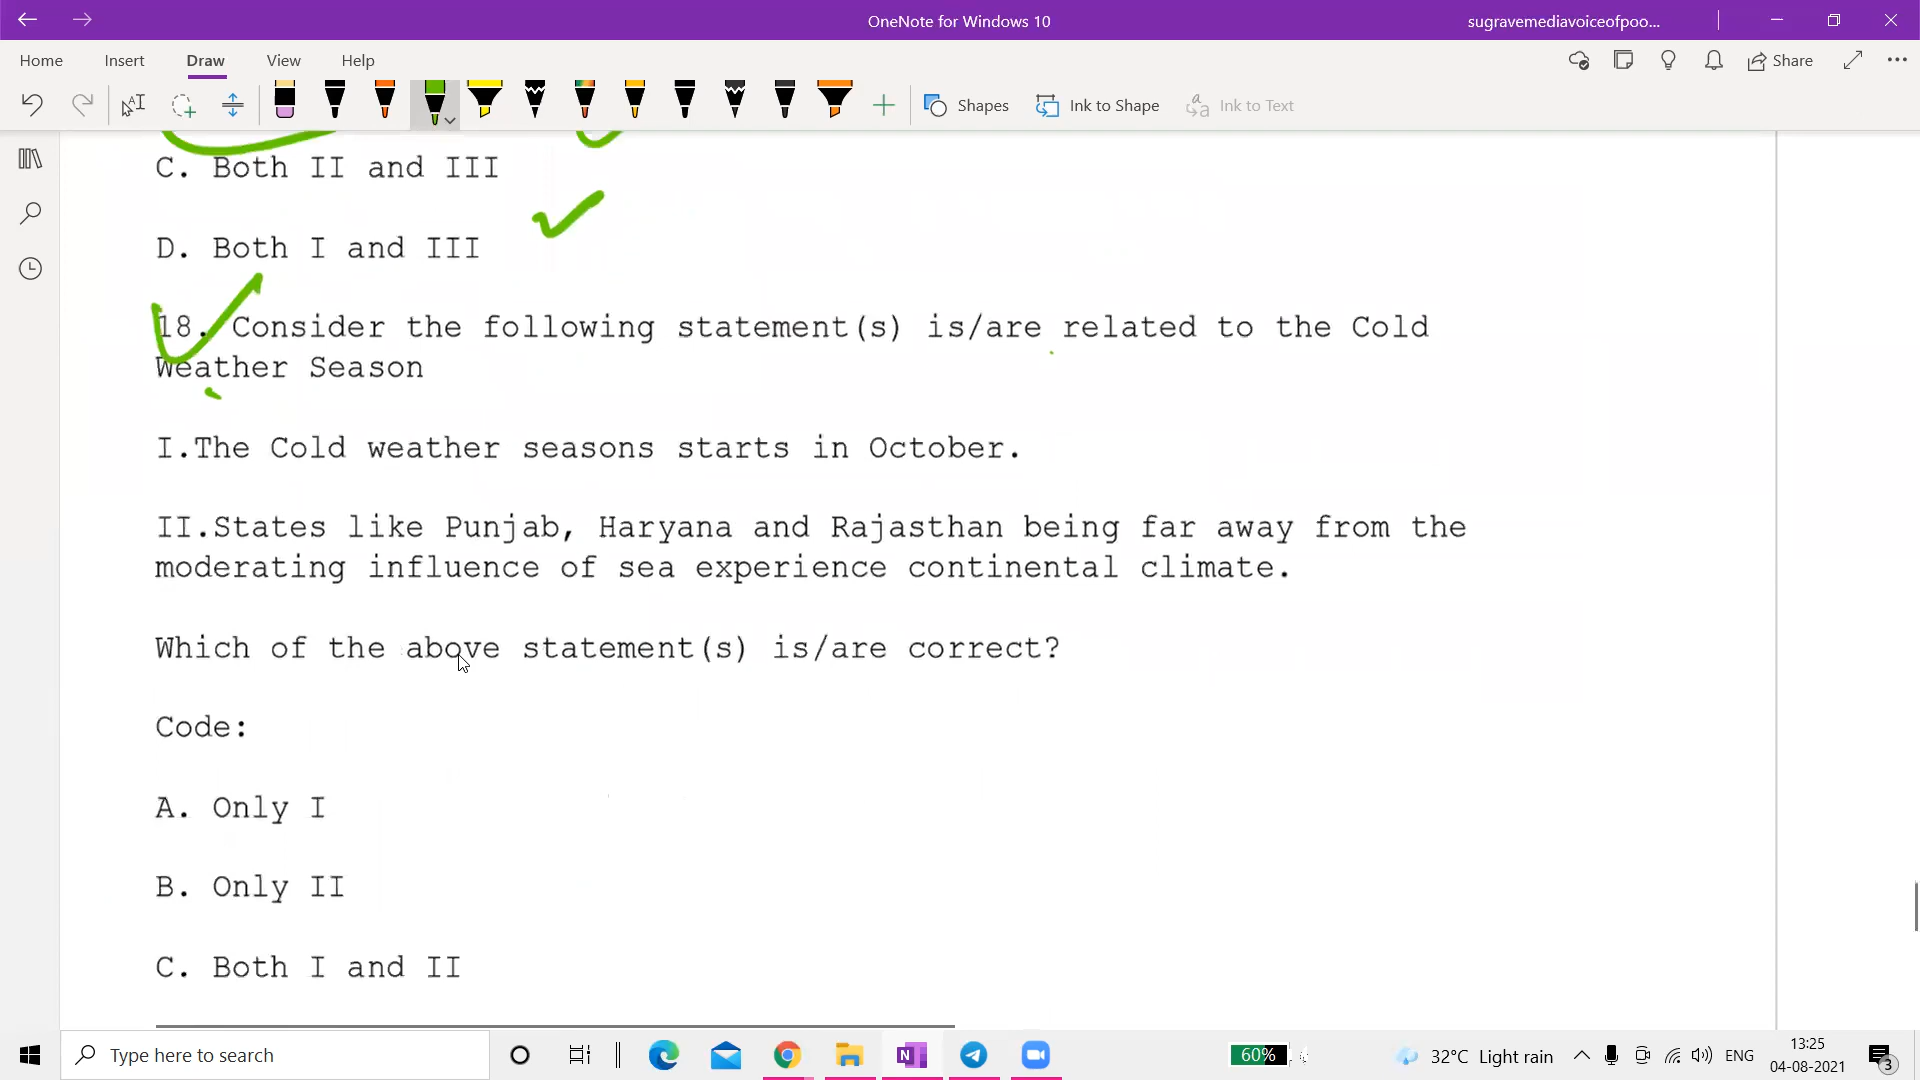 OneNote for Windows 10
sugravemediavoiceofpoo...
Home Insert Draw View Help
Share
Shapes Ink to Shape Ink to Text
C. Both II and III
D. Both I and III
18. Consider the following statement(s) is/are related to the Cold
Weather Season
I.The Cold weather seasons starts in October.
II.States like Punjab, Haryana and Rajasthan being far away from the
moderating influence of sea experience continental climate.
Which of the above statement(s) is/are correct?
Code:
A. Only I
B. Only II
C. Both I and II
Type here to search
60%
32°C Light rain
ENG
13:25
04-08-2021
3